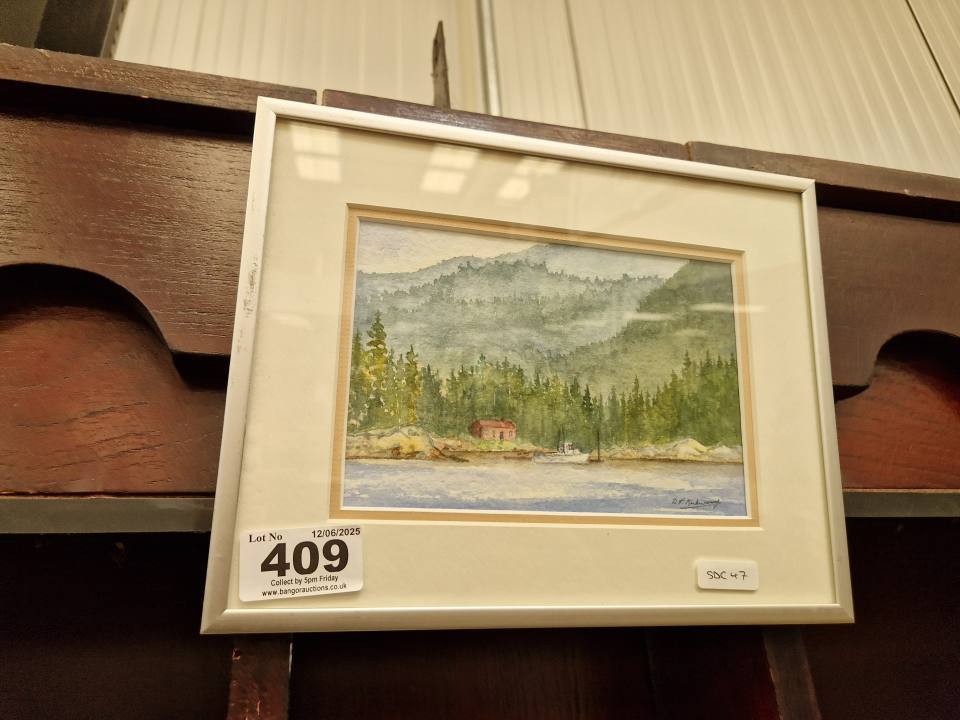 Lot No 12/06/2025
409
Collect by 5pm Friday
www.bangorauctions.co.uk
SDC 47